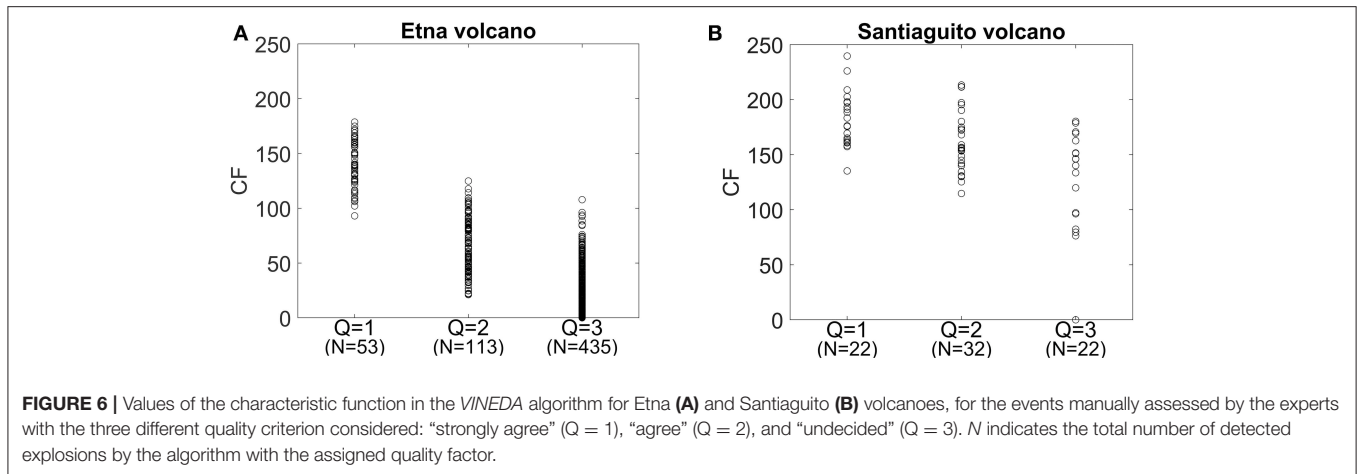 A
Etna volcano
250
200
150
100
50
0
CF
Q=1
(N=53)
Q=2
(N=113)
Q=3
(N=435)
B
Santiaguito volcano
250
200
150
100
50
0
CF
Q=1
(N=22)
Q=2
(N=32)
Q=3
(N=22)
FIGURE 6 | Values of the characteristic function in the VINEDA algorithm for Etna (A) and Santiaguito (B) volcanoes, for the events manually assessed by the experts
with the three different quality criterion considered: “strongly agree” (Q = 1), “agree” (Q = 2), and “undecided” (Q = 3). N indicates the total number of detected
explosions by the algorithm with the assigned quality factor.